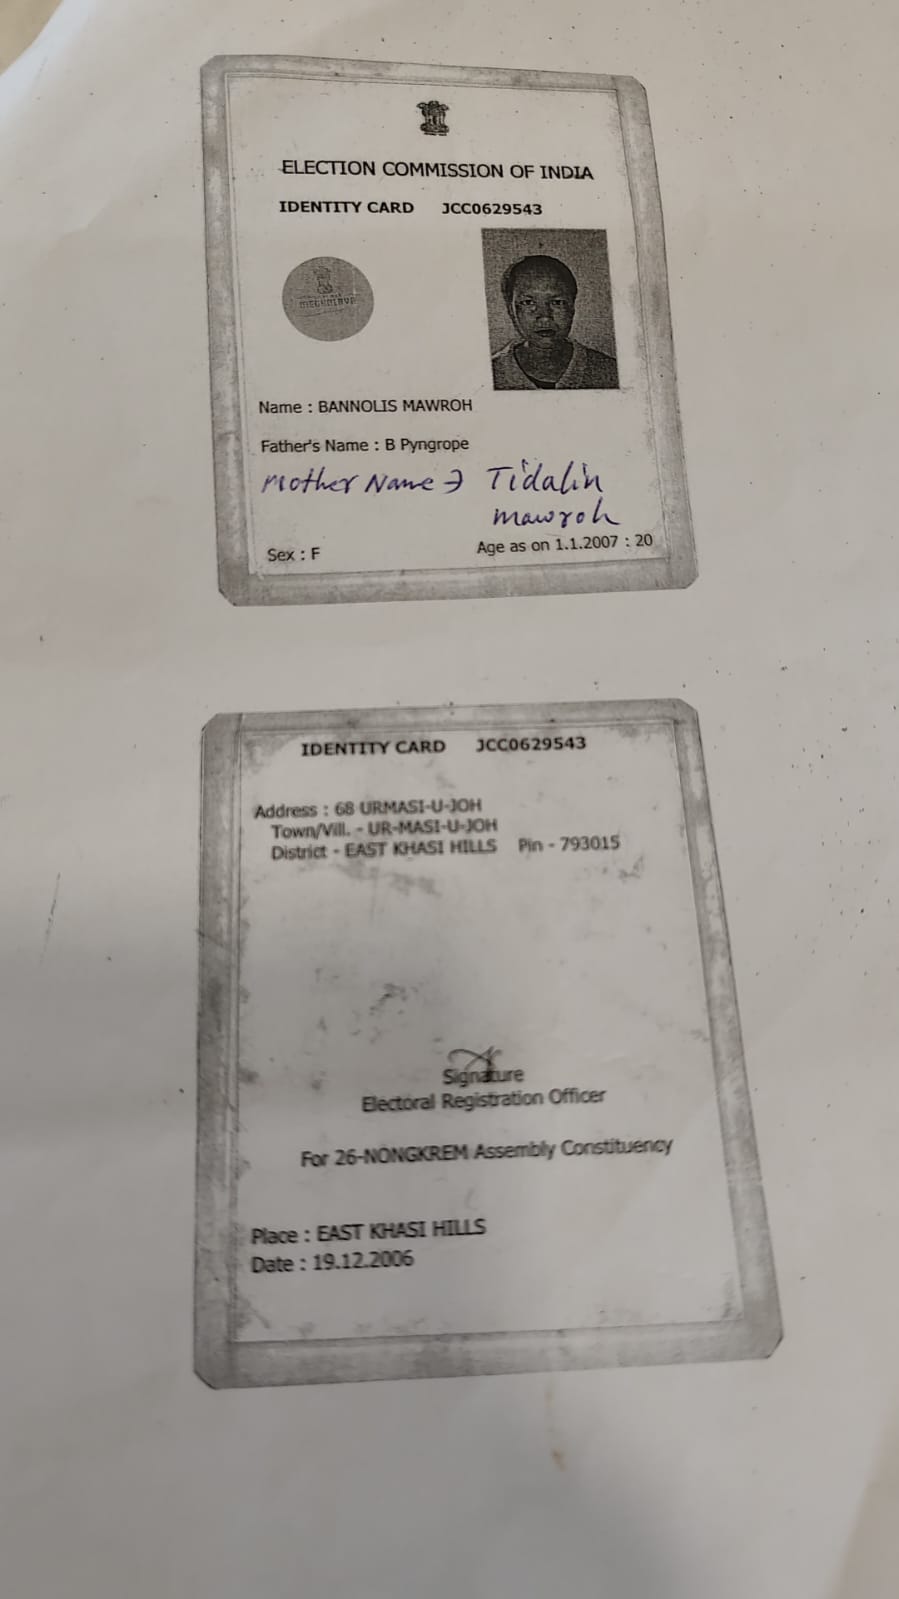 ELECTION COMMISSION OF INDIA
IDENTITY CARD JCC0629543
MEGHALAYA
Name : BANNOLIS MAWROH
Father's Name : B Pyngrope
Mother Name → Tidalin
mawroh
Sex : F Age as on 1.1.2007 : 20
IDENTITY CARD JCC0629543
Address : 68 URMASI-U-JOH
Town/Vill. - UR-MASI-U-JOH
District - EAST KHASI HILLS Pin - 793015
Signature
Electoral Registration Officer
For 26-NONGKREM Assembly Constituency
Place : EAST KHASI HILLS
Date : 19.12.2006